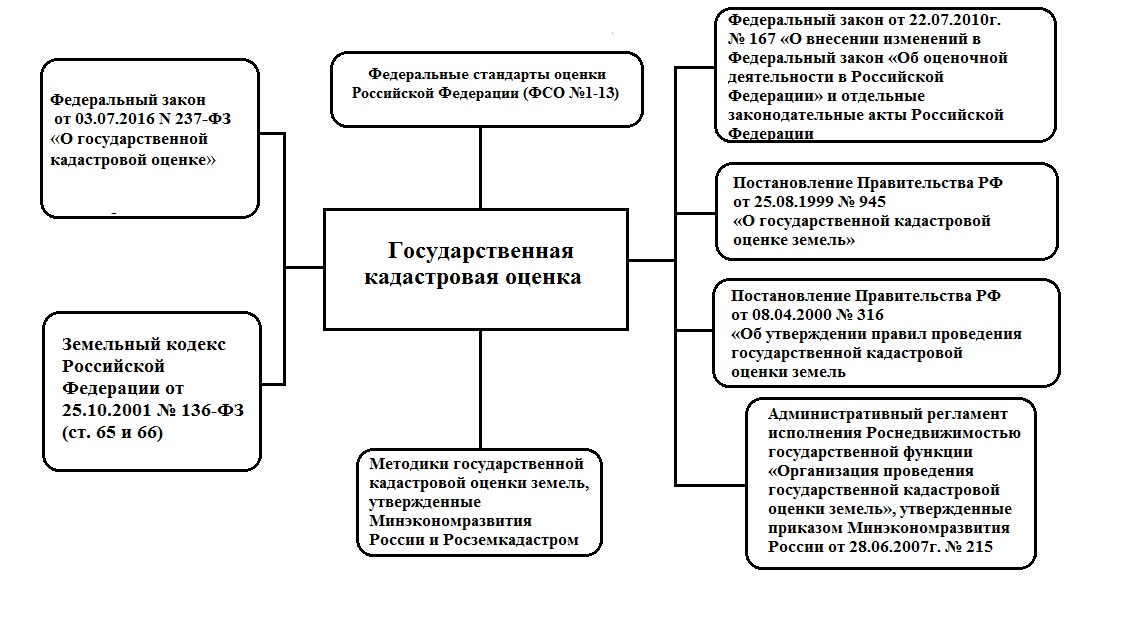 Федеральный закон
от 03.07.2016 N 237-ФЗ
«О государственной
кадастровой оценке»
-
Земельный кодекс
Российской
Федерации от
25.10.2001 № 136-ФЗ
(ст. 65 и 66)
Федеральные стандарты оценки
Российской Федерации (ФСО №1-13)
Государственная
кадастровая оценка
Методики государственной
кадастровой оценки земель,
утвержденные
Минэкономразвития
России и Росземкадастром
Федеральный закон от 22.07.2010г.
№ 167 «О внесении изменений в
Федеральный закон «Об оценочной
деятельности в Российской
Федерации» и отдельные
законодательные акты Российской
Федерации
Постановление Правительства РФ
от 25.08.1999 № 945
«О государственной кадастровой
оценке земель»
Постановление Правительства РФ
от 08.04.2000 № 316
«Об утверждении правил проведения
государственной кадастровой
оценки земель
Административный регламент
исполнения Роснедвижимостью
государственной функции
«Организация проведения
государственной кадастровой
оценки земель», утвержденные
приказом Минэкономразвития
России от 28.06.2007г. № 215